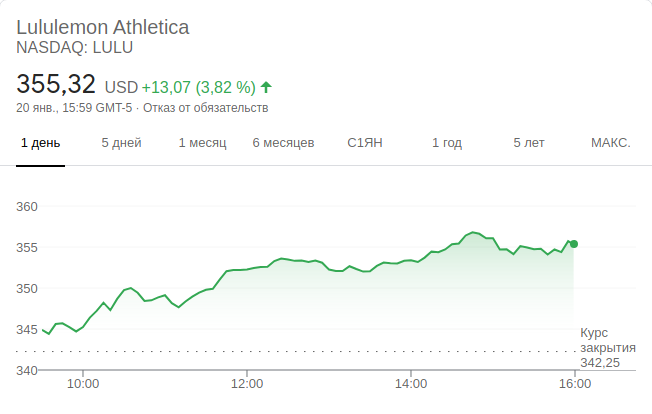 Lululemon Athletica
NASDAQ: LULU
355,32 USD +13,07 (3,82 %)
20 янв., 15:59 GMT-5 · Отказ от обязательств
1 день 5 дней 1 месяц 6 месяцев С1ЯН 1 год 5 лет МАКС.
360
355
350
345
340
Курс
закрытия
342,25
10:00 12:00 14:00 16:00